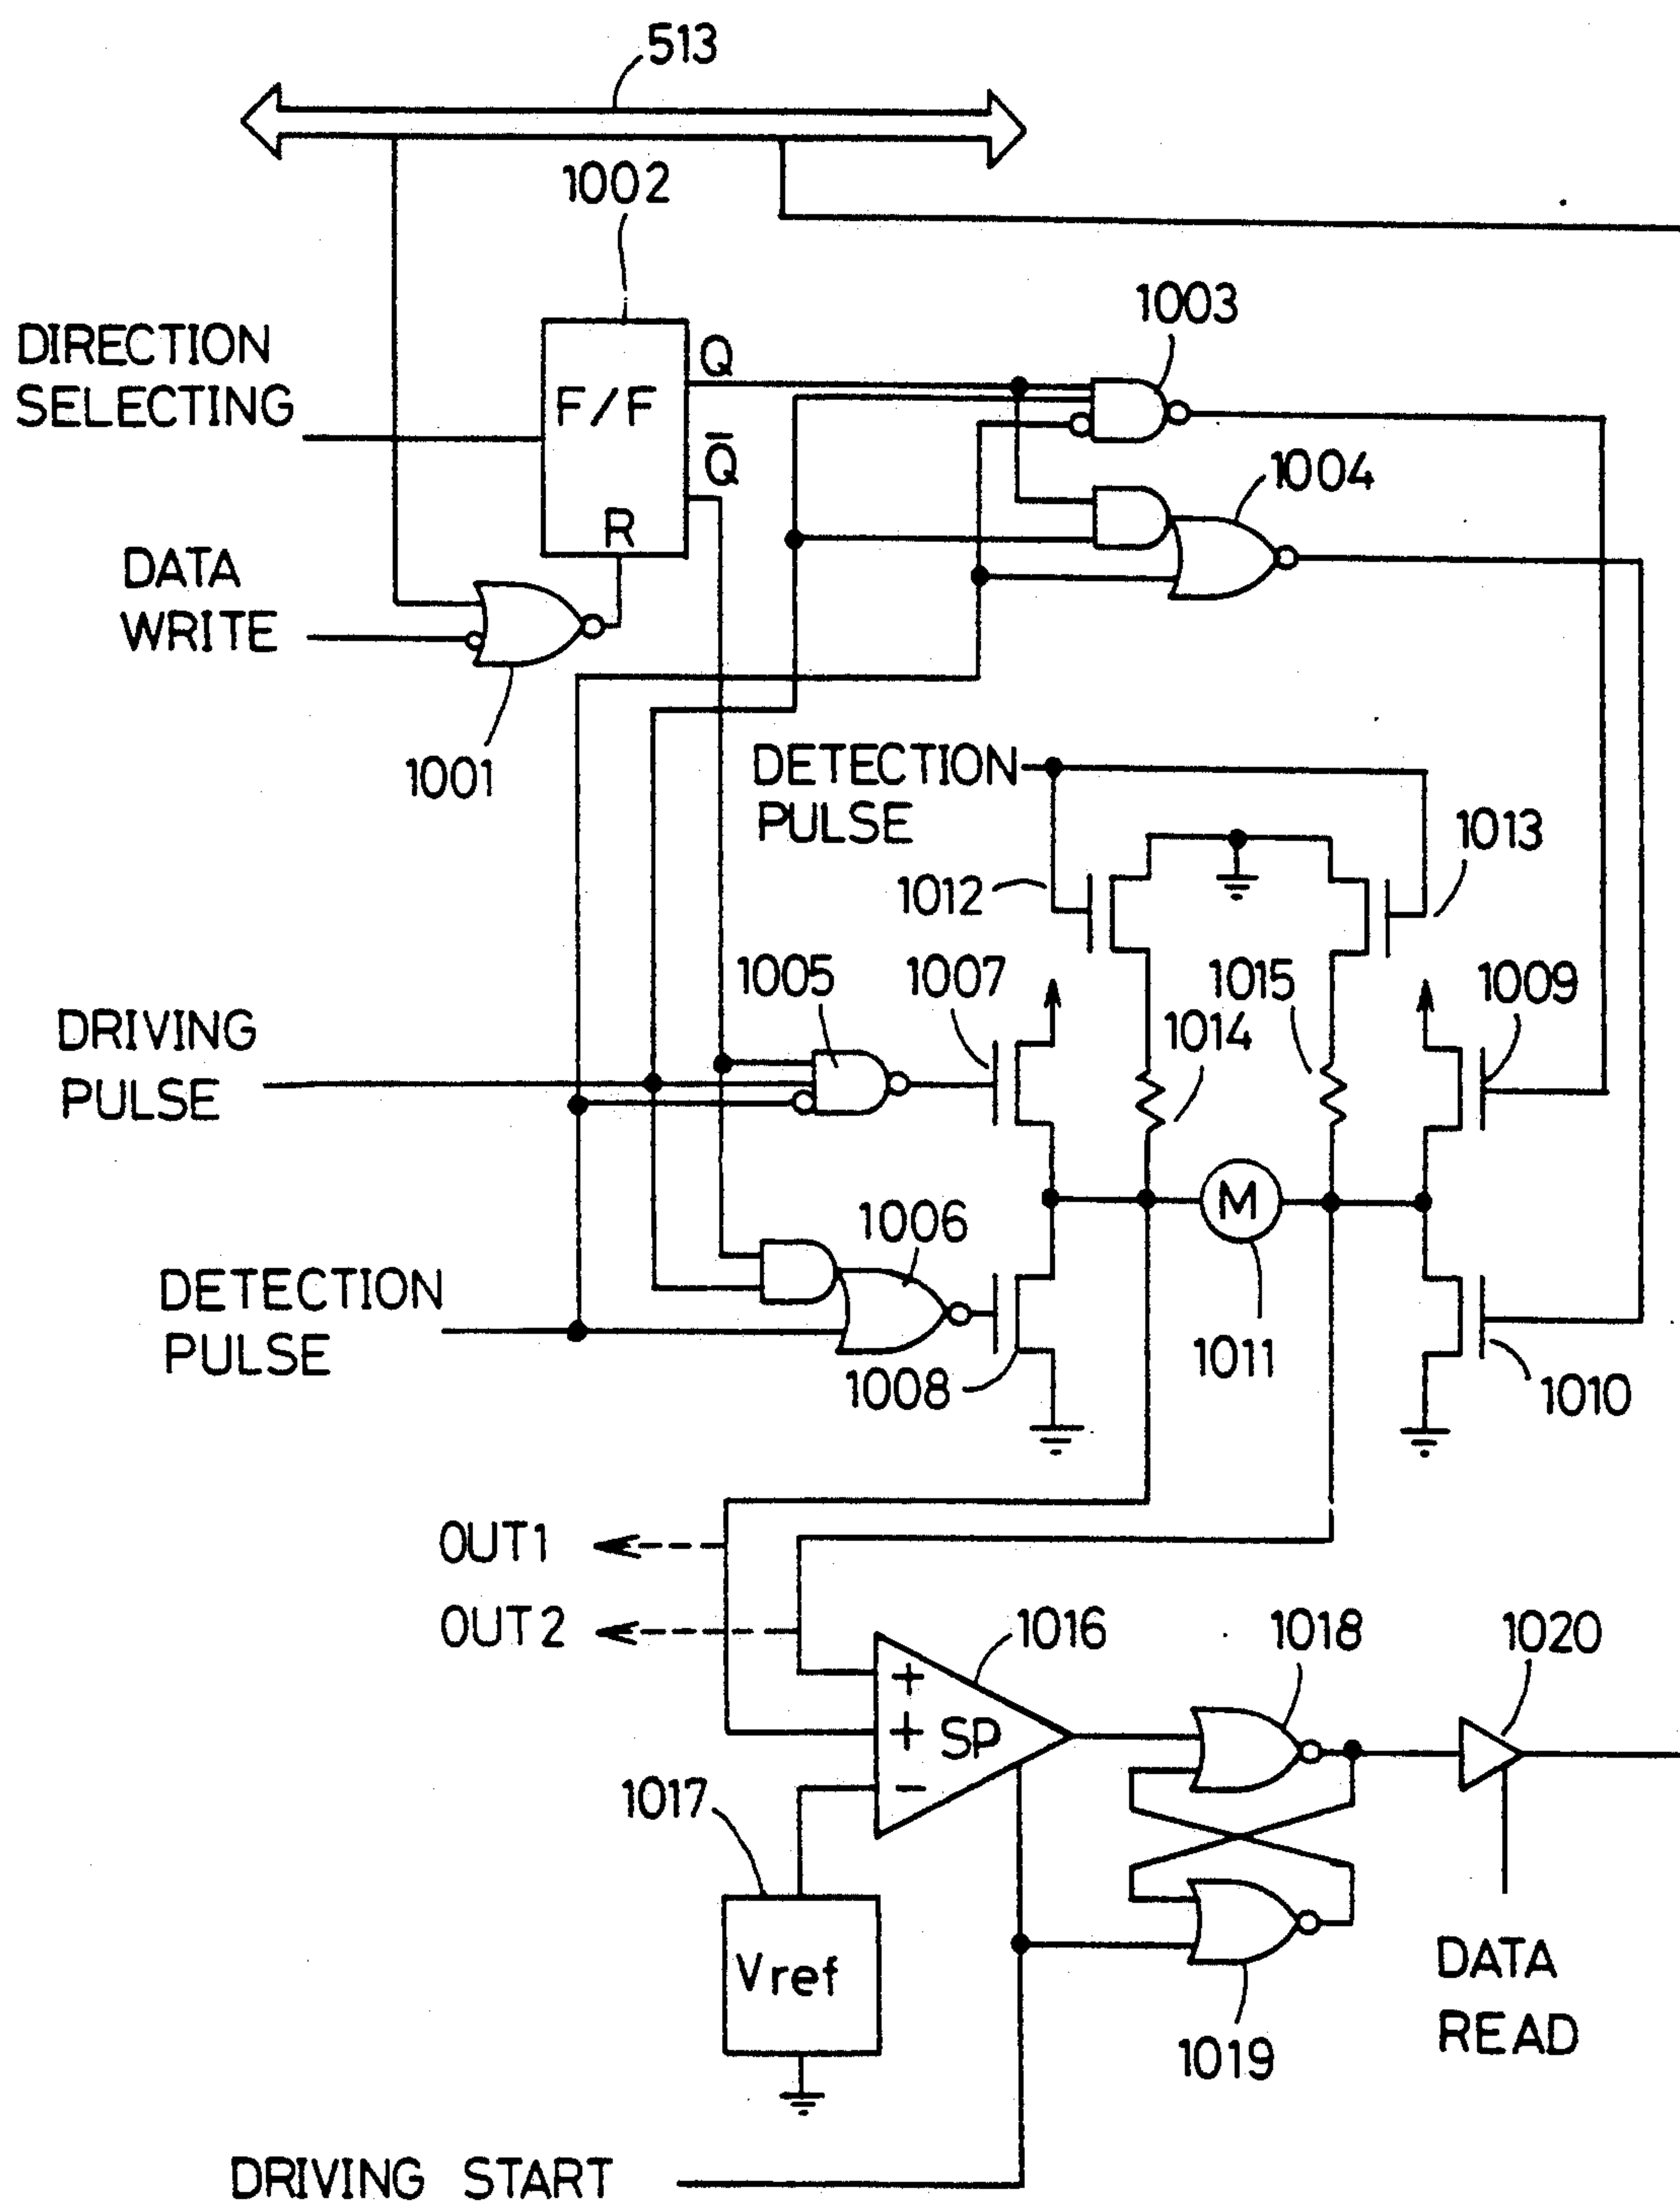 513
1002
1003
DIRECTION
SELECTING
Q
F/F
Q̅
1004
R
DATA
WRITE
1001
DETECTION
PULSE
1013
1012
1005
1007
1015
1009
DRIVING
PULSE
1014
M
1006
DETECTION
PULSE
1011
1008
1010
OUT1
OUT2
1016
1018
1020
+
+
SP
−
1017
Vref
DATA
READ
1019
DRIVING START